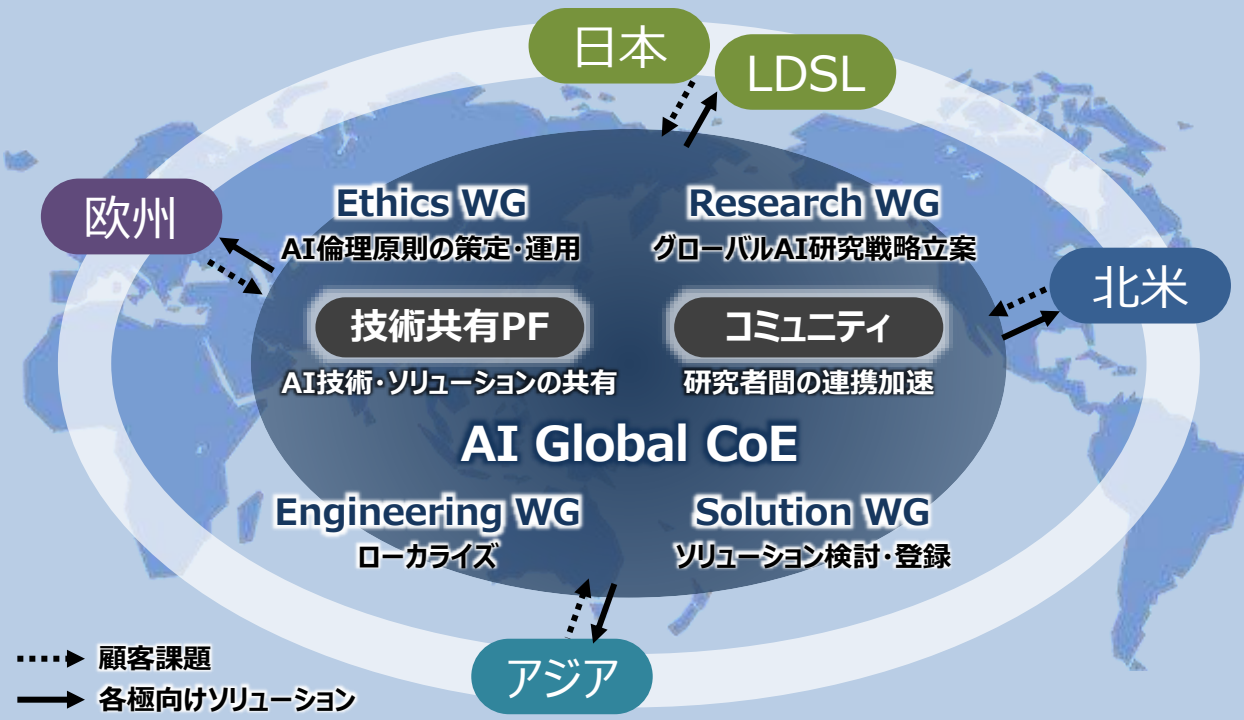 日本
LDSL
欧州
Ethics WG
AI倫理原則の策定・運用
Research WG
グローバルAI研究戦略立案
北米
技術共有PF
AI技術・ソリューションの共有
コミュニティ
研究者間の連携加速
AI Global CoE
Engineering WG
ローカライズ
Solution WG
ソリューション検討・登録
アジア
顧客課題
各極向けソリューション